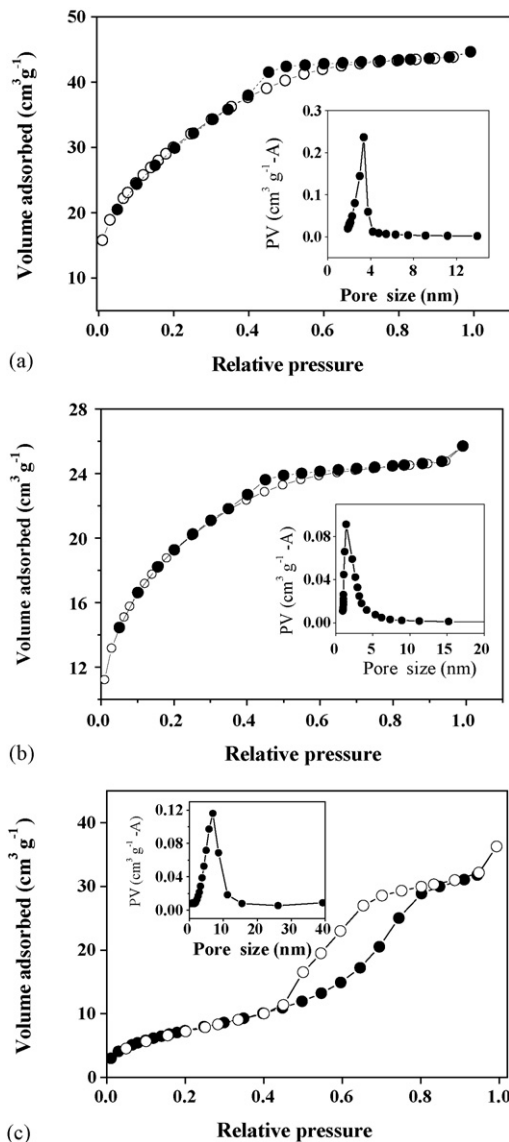 50
40
30
20
10
Volume adsorbed (cm³ g⁻¹)
0.0 0.2 0.4 0.6 0.8 1.0
Relative pressure
0.3
0.2
0.1
0.0
PV (cm³ g⁻¹-A)
0 4 8 12
Pore size (nm)
(a)
28
24
20
16
12
Volume adsorbed (cm³ g⁻¹)
0.0 0.2 0.4 0.6 0.8 1.0
Relative pressure
0.08
0.04
0.00
PV (cm³ g⁻¹-A)
0 5 10 15 20
Pore size (nm)
(b)
40
30
20
10
0
Volume adsorbed (cm³ g⁻¹)
0.0 0.2 0.4 0.6 0.8 1.0
Relative pressure
0.12
0.08
0.04
0.00
PV (cm³ g⁻¹-A)
0 10 20 30 40
Pore size (nm)
(c)